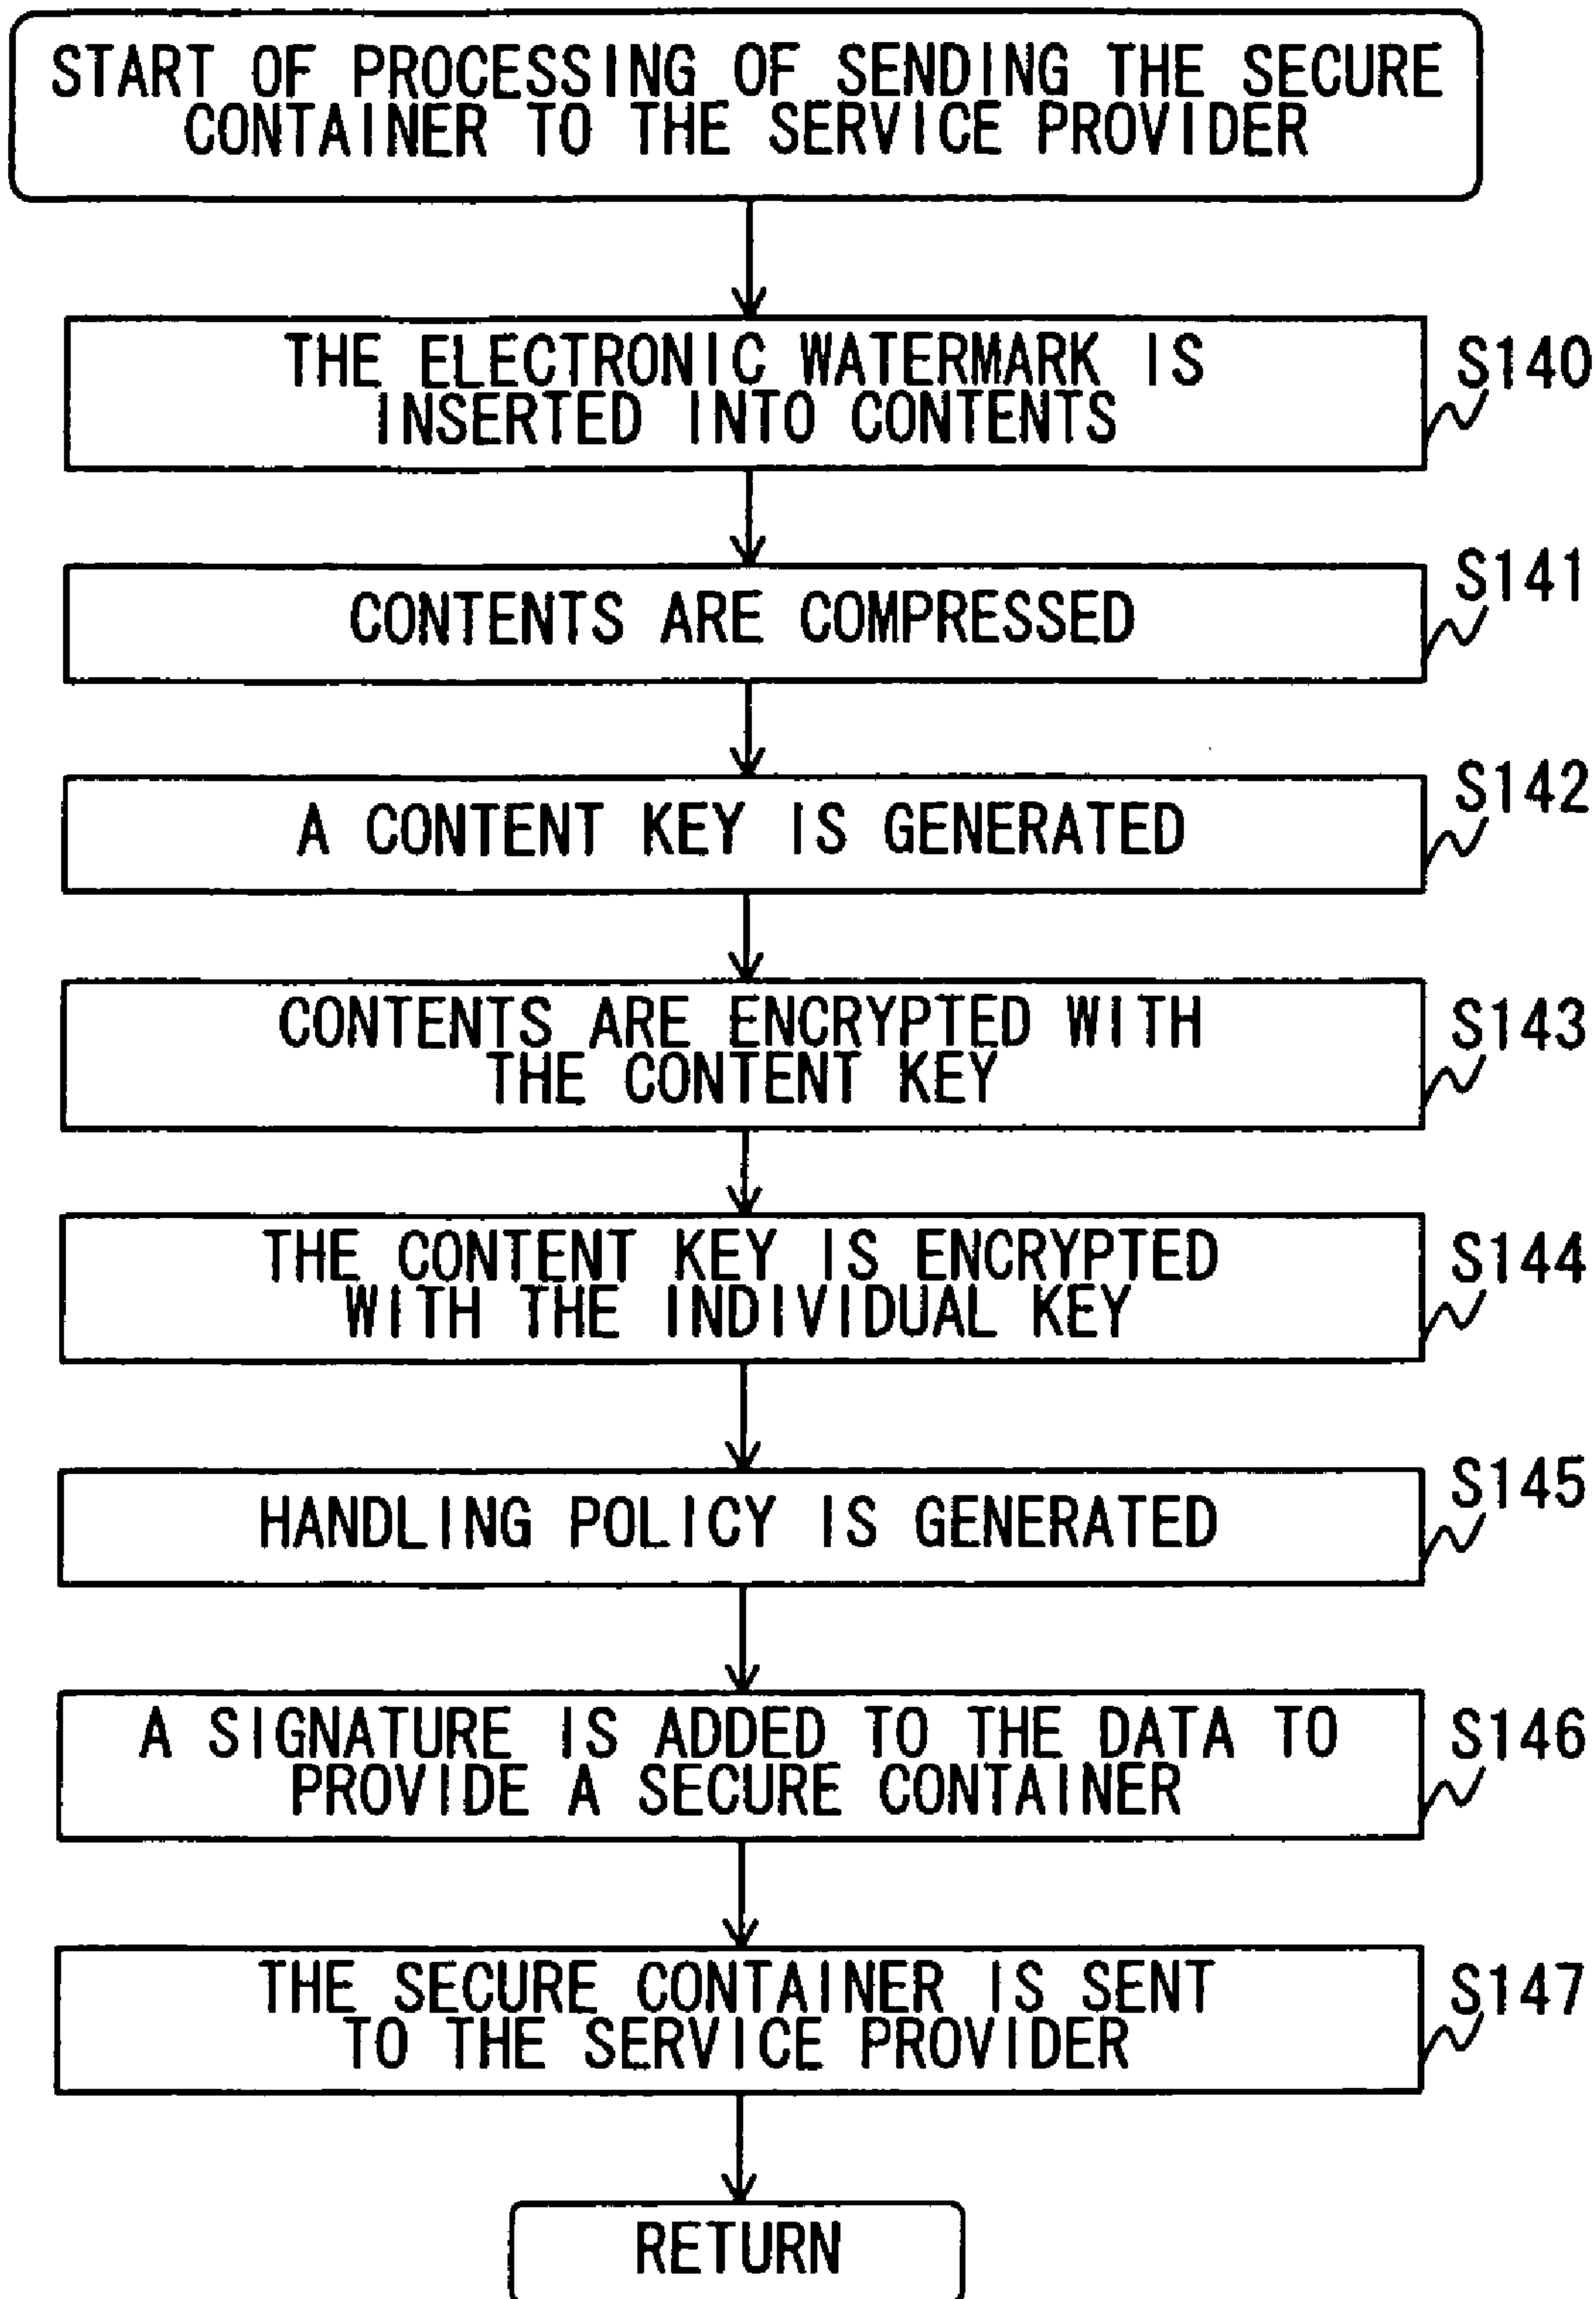 START OF PROCESSING OF SENDING THE SECURE
CONTAINER TO THE SERVICE PROVIDER
THE ELECTRONIC WATERMARK IS
INSERTED INTO CONTENTS
S140
CONTENTS ARE COMPRESSED
S141
A CONTENT KEY IS GENERATED
S142
CONTENTS ARE ENCRYPTED WITH
THE CONTENT KEY
S143
THE CONTENT KEY IS ENCRYPTED
WITH THE INDIVIDUAL KEY
S144
HANDLING POLICY IS GENERATED
S145
A SIGNATURE IS ADDED TO THE DATA TO
PROVIDE A SECURE CONTAINER
S146
THE SECURE CONTAINER IS SENT
TO THE SERVICE PROVIDER
S147
RETURN